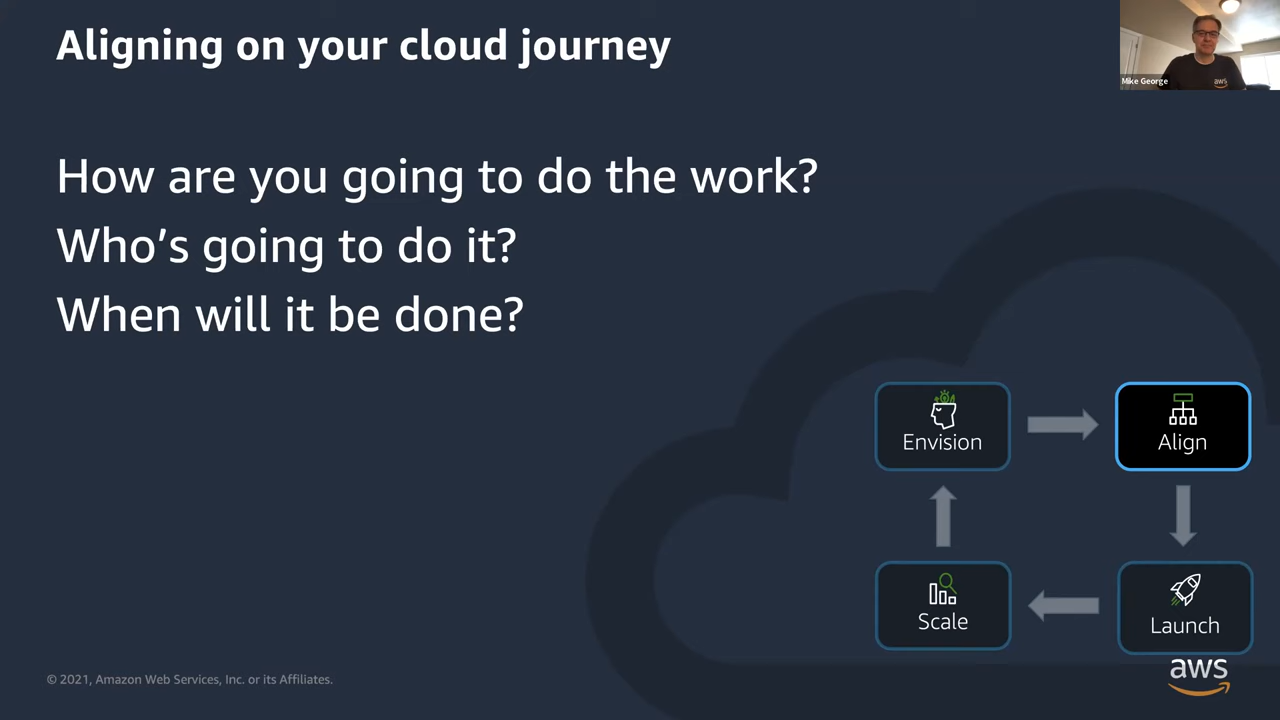 Aligning on your cloud journey
aws
Mike George
How are you going to do the work?
Who’s going to do it?
When will it be done?
Envision
Align
Scale
Launch
© 2021, Amazon Web Services, Inc. or its Affiliates.
aws